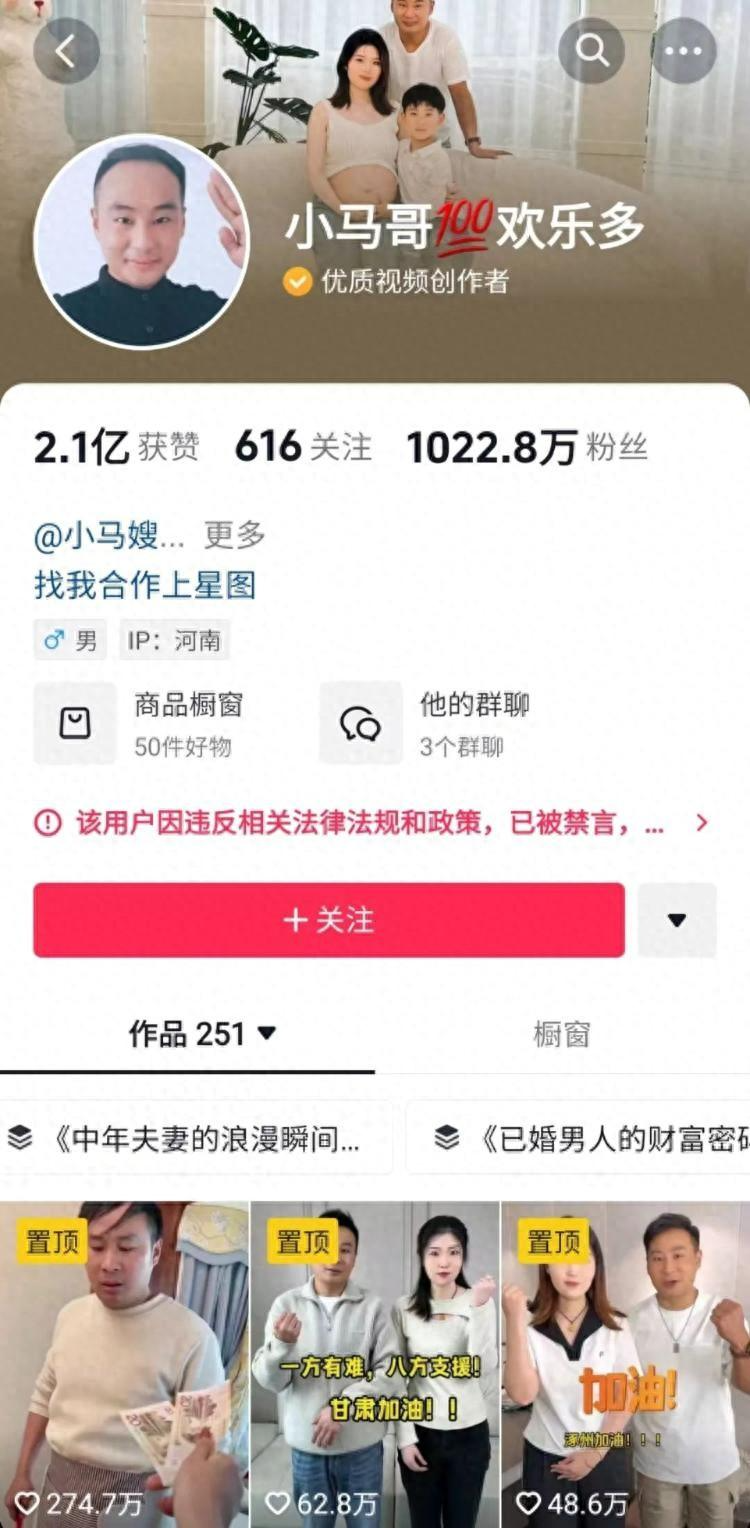 小马哥💯欢乐多
优质视频创作者
2.1亿 获赞 616 关注 1022.8万 粉丝
@小马嫂... 更多
找我合作上星图
♂ 男 IP：河南
商品橱窗
50件好物
他的群聊
3个群聊
该用户因违反相关法律法规和政策，已被禁言，...
+ 关注
作品 251 橱窗
《中年夫妻的浪漫瞬间...
《已婚男人的财富密码
置顶
274.7万
置顶
一方有难，八方支援！
甘肃加油！！
62.8万
置顶
加油！
涿州加油！！！
48.6万